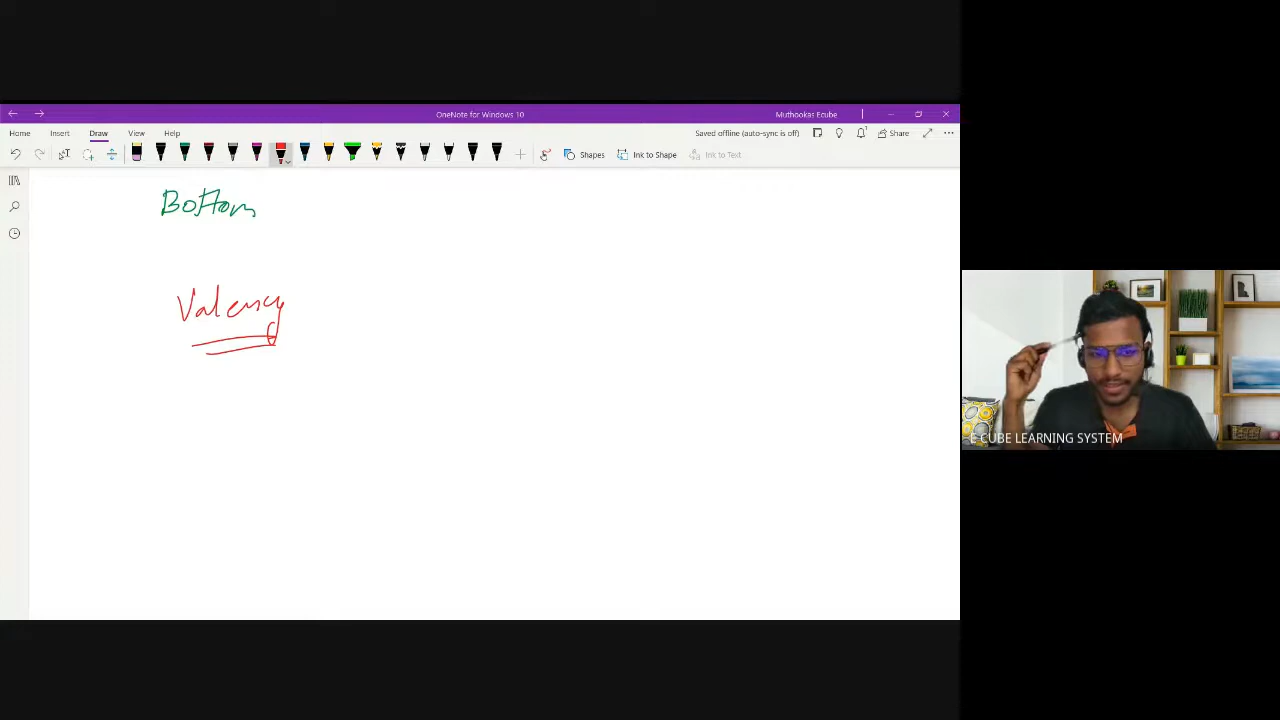 OneNote for Windows 10
Muthookas Ecube
Home Insert Draw View Help
Saved offline (auto-sync is off)
Share
Shapes
Ink to Shape
Ink to Text
Bottom
Valency
E CUBE LEARNING SYSTEM